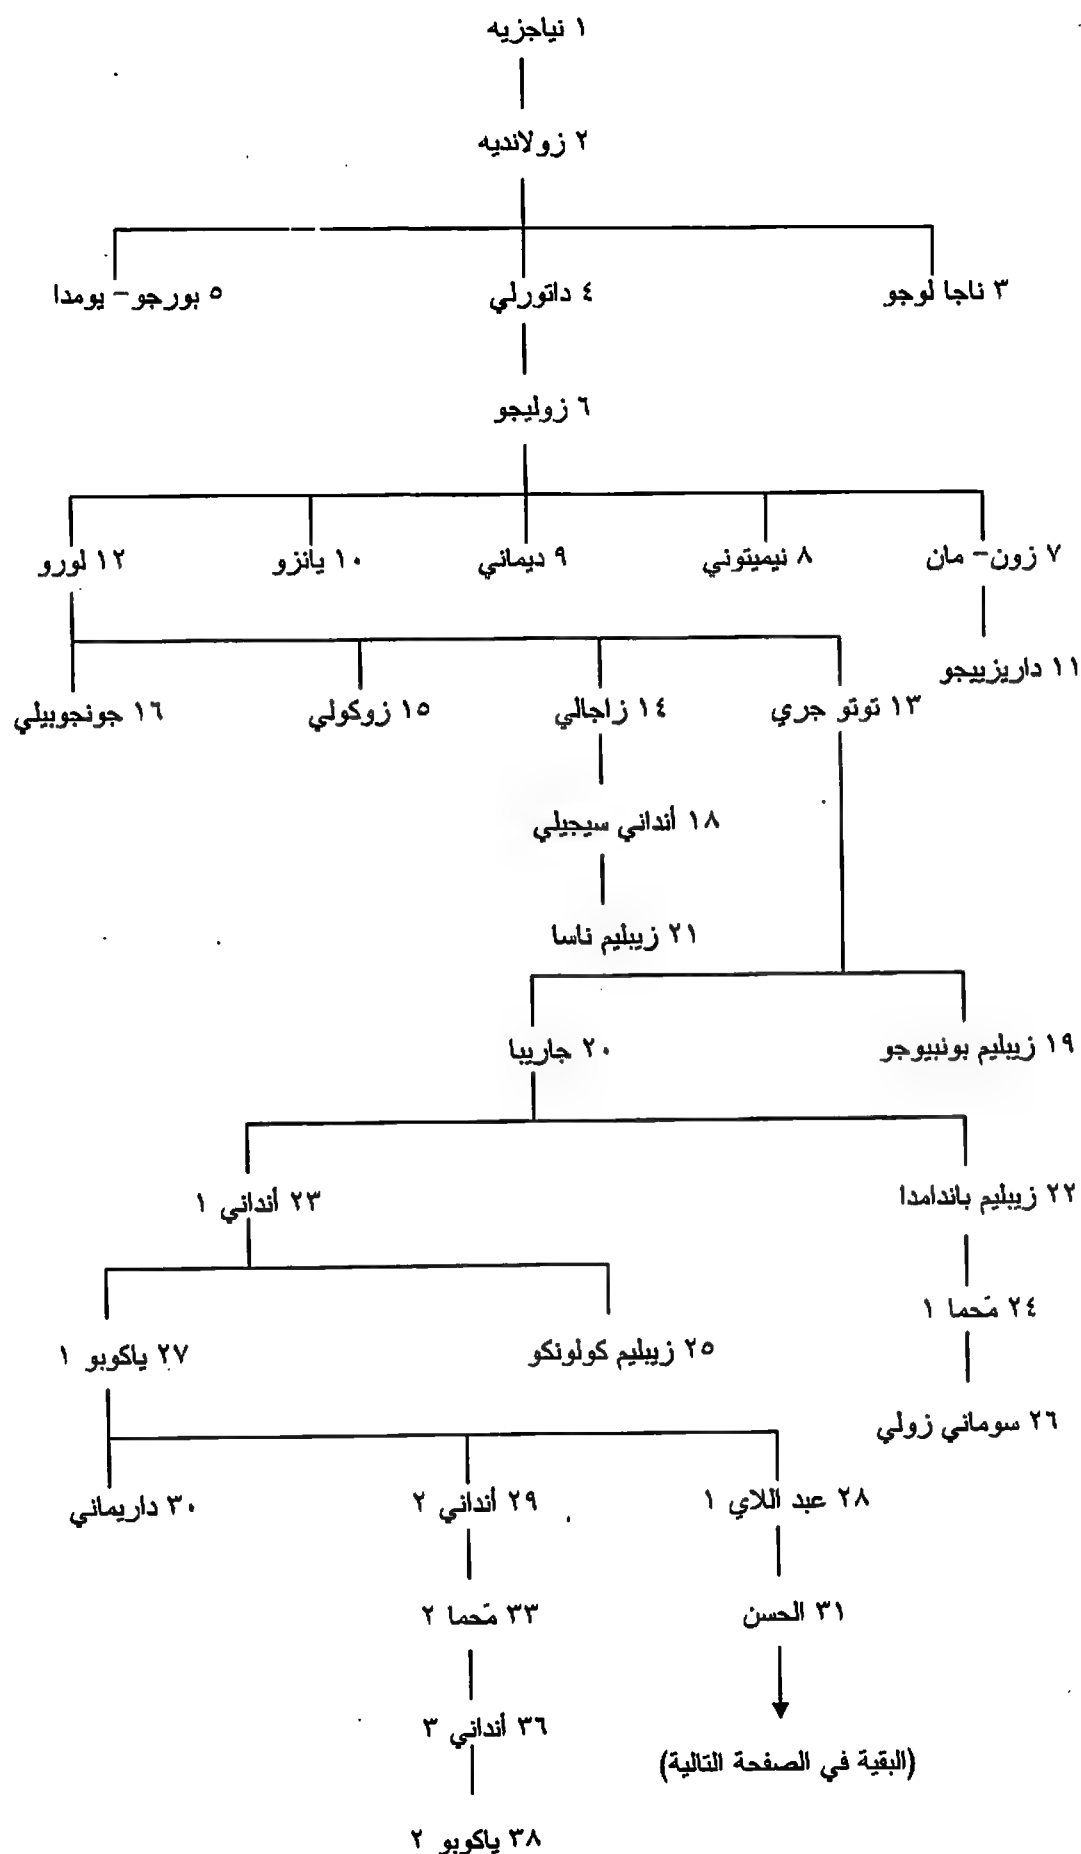 ١ نياجزيه
٢ زولانديه
٣ ناجا لوجو
٤ داتورلي
٥ بورجو- يومدا
٦ زوليجو
٧ زون- مان
٨ نيميتوني
٩ ديماني
١٠ يانزو
١٢ لورو
١١ داريزييجو
١٣ توتو جري
١٤ زاجالي
١٥ زوكولي
١٦ جونجوبيلي
١٨ أنداني سيجيلي
٢١ زيبليم ناسا
١٩ زيبليم بونبيوجو
٢٠ جاريبا
٢٢ زيبليم باندامدا
٢٣ أنداني ١
٢٤ مّحما ١
٢٥ زيبليم كولونكو
٢٧ ياكوبو ١
٢٦ سوماني زولي
٢٨ عبد اللاي ١
٢٩ أنداني ٢
٣٠ داريماني
٣١ الحسن
٣٣ مّحما ٢
٣٦ أنداني ٣
(البقية في الصفحة التالية)
٣٨ ياكوبو ٢